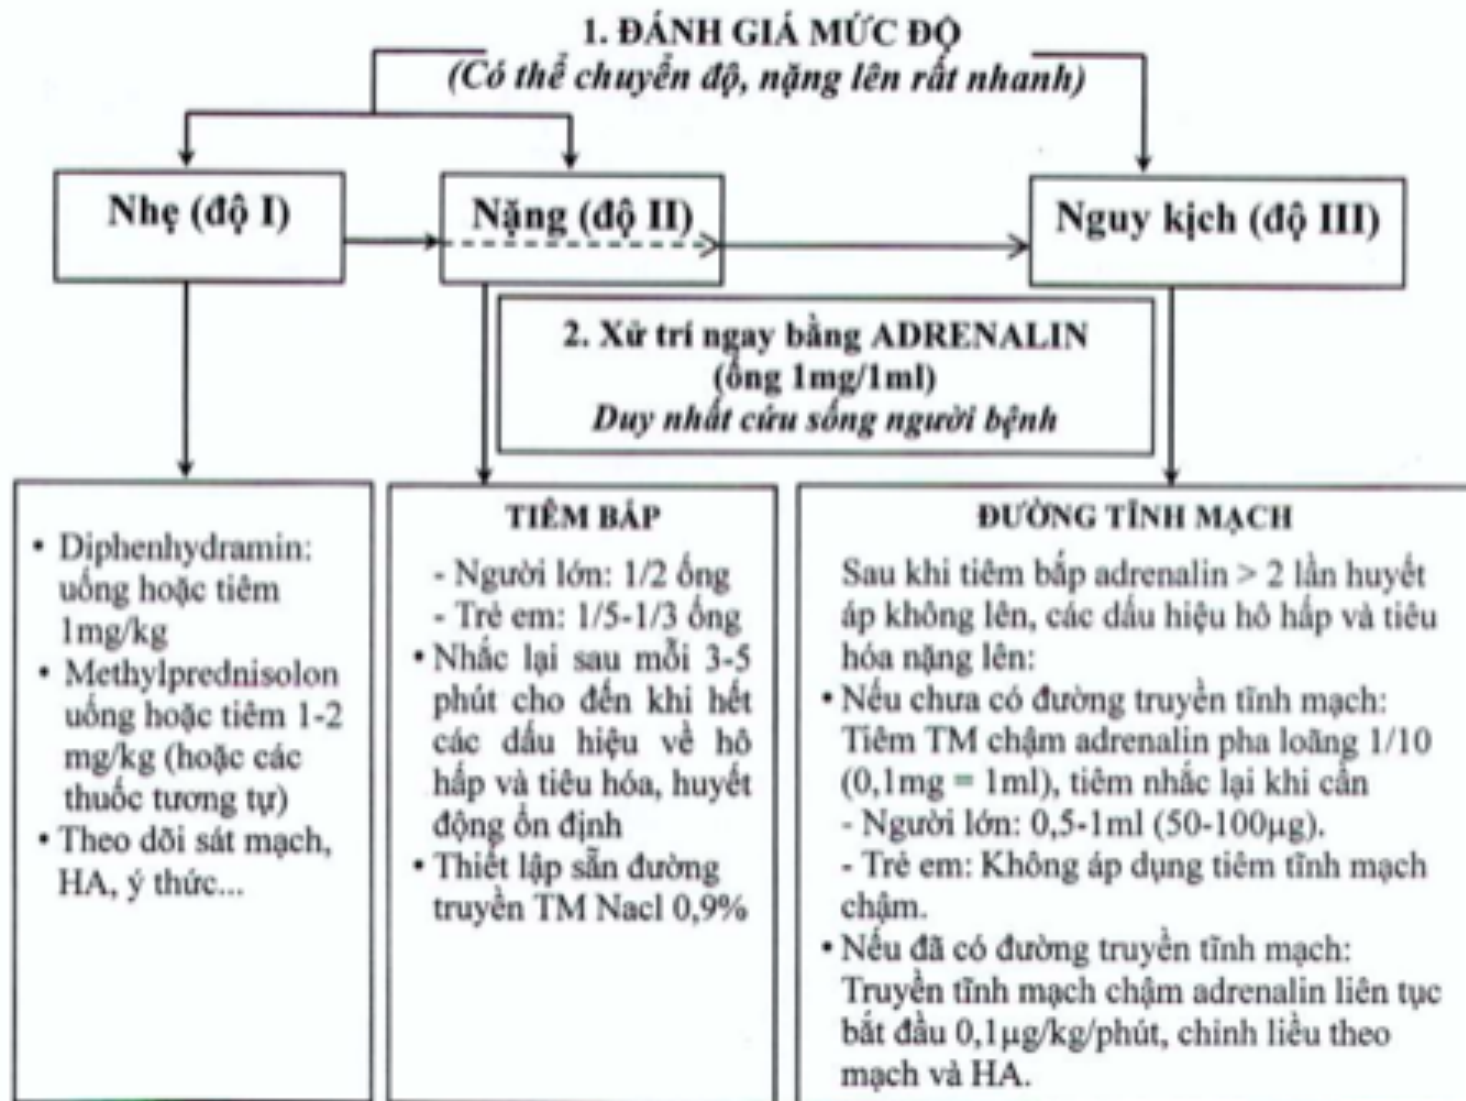 1. ĐÁNH GIÁ MỨC ĐỘ
(Có thể chuyển độ, nặng lên rất nhanh)
Nhẹ (độ I)
Nặng (độ II)
Nguy kịch (độ III)
2. Xử trí ngay bằng ADRENALIN
(ống 1mg/1ml)
Duy nhất cứu sống người bệnh
• Diphenhydramin:
uống hoặc tiêm
1mg/kg
• Methylprednisolon
uống hoặc tiêm 1-2
mg/kg (hoặc các
thuốc tương tự)
• Theo dõi sát mạch,
HA, ý thức...
TIÊM BẮP
- Người lớn: 1/2 ống
- Trẻ em: 1/5-1/3 ống
• Nhắc lại sau mỗi 3-5
phút cho đến khi hết
các dấu hiệu về hô
hấp và tiêu hóa, huyết
động ổn định
• Thiết lập sẵn đường
truyền TM Nacl 0,9%
ĐƯỜNG TĨNH MẠCH
Sau khi tiêm bắp adrenalin > 2 lần huyết
áp không lên, các dấu hiệu hô hấp và tiêu
hóa nặng lên:
• Nếu chưa có đường truyền tĩnh mạch:
Tiêm TM chậm adrenalin pha loãng 1/10
(0,1mg = 1ml), tiêm nhắc lại khi cần
- Người lớn: 0,5-1ml (50-100µg).
- Trẻ em: Không áp dụng tiêm tĩnh mạch
chậm.
• Nếu đã có đường truyền tĩnh mạch:
Truyền tĩnh mạch chậm adrenalin liên tục
bắt đầu 0,1µg/kg/phút, chỉnh liều theo
mạch và HA.